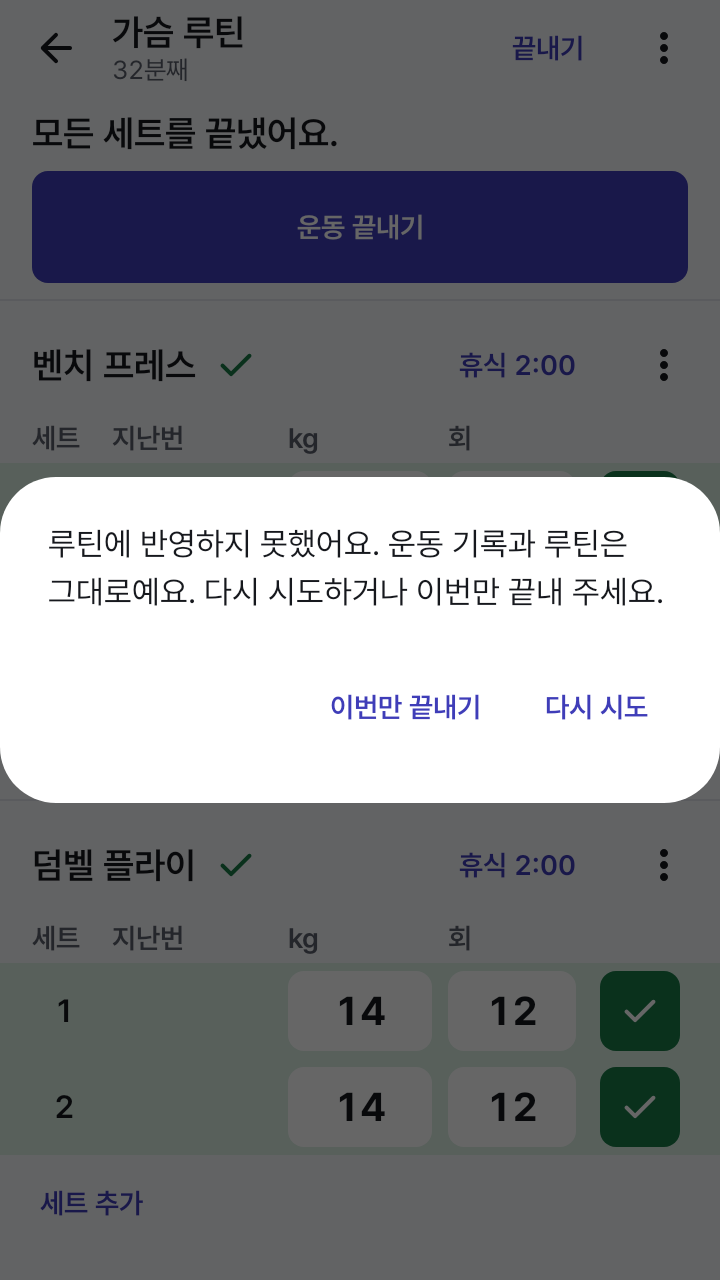 가슴 루틴
32분째
끝내기
모든 세트를 끝냈어요.
운동 끝내기
벤치 프레스 휴식 2:00
세트 지난번 kg 회
루틴에 반영하지 못했어요. 운동 기록과 루틴은
그대로예요. 다시 시도하거나 이번만 끝내 주세요.
이번만 끝내기 다시 시도
덤벨 플라이 휴식 2:00
세트 지난번 kg 회
1 14 12
2 14 12
세트 추가